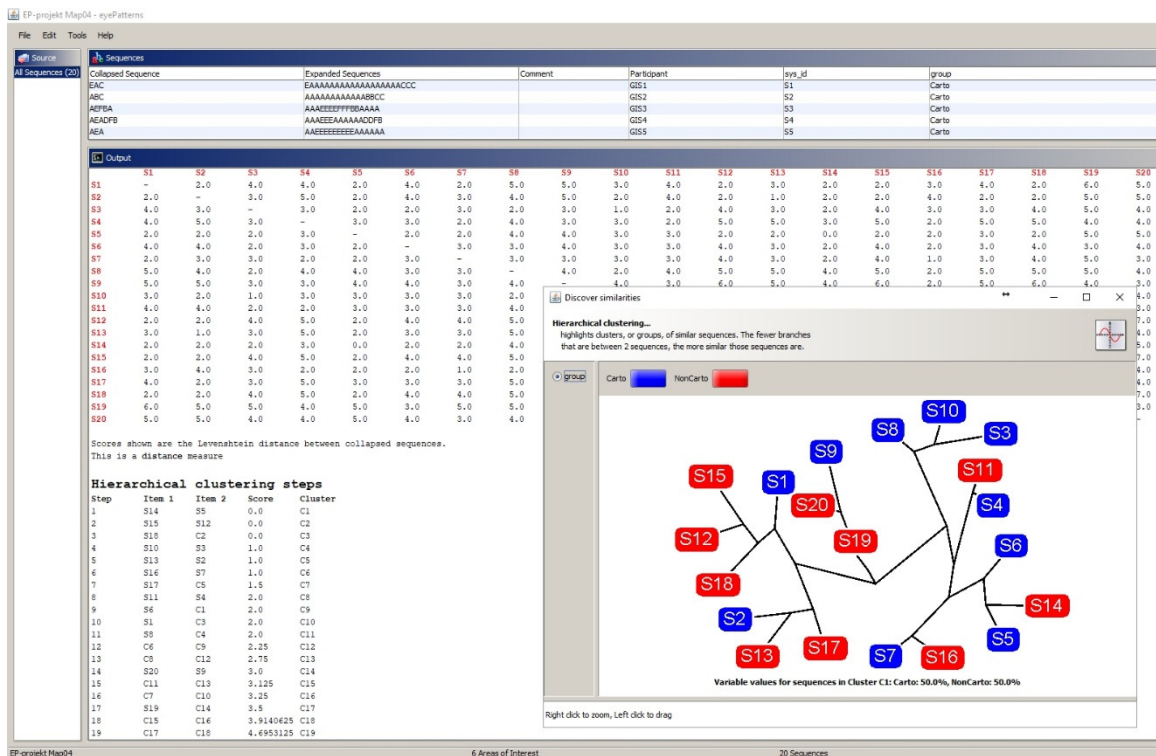 EP-projekt Map04 - eyePatterns
File Edit Tools Help
Source
All Sequences (20)
Sequences
Collapsed Sequence Expanded Sequences Comment Participant sys_id group
EAC EAAAAAAAAAAAAAAAAAACCC GIS1 S1 Carto
ABC AAAAAAAAAAAABBCC GIS2 S2 Carto
AEFBA AAAEEEEFFFBBAAAA GIS3 S3 Carto
AEADFB AAAEEEAAAAAADDFB GIS4 S4 Carto
AEA AAEEEEEEEEEAAAAAA GIS5 S5 Carto
Output
S1 S2 S3 S4 S5 S6 S7 S8 S9 S10 S11 S12 S13 S14 S15 S16 S17 S18 S19 S20
S1 - 2.0 4.0 4.0 2.0 4.0 2.0 5.0 5.0 3.0 4.0 2.0 3.0 2.0 2.0 3.0 4.0 2.0 6.0 5.0
S2 2.0 - 3.0 5.0 2.0 4.0 3.0 4.0 5.0 2.0 4.0 2.0 1.0 2.0 2.0 4.0 2.0 2.0 5.0 5.0
S3 4.0 3.0 - 3.0 2.0 2.0 3.0 2.0 3.0 1.0 2.0 4.0 3.0 2.0 4.0 3.0 3.0 4.0 5.0 5.0
S4 4.0 5.0 3.0 - 3.0 3.0 2.0 4.0 3.0 3.0 2.0 5.0 5.0 3.0 5.0 3.0 5.0 5.0 4.0 4.0
S5 2.0 2.0 2.0 3.0 - 2.0 2.0 4.0 4.0 3.0 3.0 2.0 2.0 0.0 2.0 2.0 3.0 2.0 5.0 5.0
S6 4.0 4.0 2.0 3.0 2.0 - 3.0 3.0 4.0 3.0 3.0 4.0 3.0 2.0 4.0 2.0 3.0 4.0 3.0 4.0
S7 2.0 3.0 3.0 2.0 2.0 3.0 - 3.0 3.0 3.0 3.0 4.0 3.0 2.0 4.0 1.0 3.0 4.0 5.0 3.0
S8 5.0 4.0 2.0 4.0 4.0 3.0 3.0 - 4.0 2.0 4.0 5.0 5.0 4.0 5.0 2.0 5.0 5.0 5.0 4.0
S9 5.0 5.0 3.0 3.0 4.0 4.0 3.0 4.0 - 4.0 3.0 6.0 5.0 4.0 6.0 2.0 5.0 6.0 4.0 3.0
S10 3.0 2.0 1.0 3.0 3.0 3.0 3.0 2.0
S11 4.0 4.0 2.0 2.0 3.0 3.0 3.0 4.0
S12 2.0 2.0 4.0 5.0 2.0 4.0 4.0 5.0
S13 3.0 1.0 3.0 5.0 2.0 3.0 3.0 5.0
S14 2.0 2.0 2.0 3.0 0.0 2.0 2.0 4.0
S15 2.0 2.0 4.0 5.0 2.0 4.0 4.0 5.0
S16 3.0 4.0 3.0 2.0 2.0 2.0 1.0 2.0
S17 4.0 2.0 3.0 5.0 3.0 3.0 3.0 5.0
S18 2.0 2.0 4.0 5.0 2.0 4.0 4.0 5.0
S19 6.0 5.0 5.0 4.0 5.0 3.0 5.0 5.0
S20 5.0 5.0 5.0 4.0 5.0 4.0 3.0 4.0
Scores shown are the Levenshtein distance between collapsed sequences.
This is a distance measure
Hierarchical clustering steps
Step Item 1 Item 2 Score Cluster
1 S14 S5 0.0 C1
2 S15 S12 0.0 C2
3 S18 C2 0.0 C3
4 S10 S3 1.0 C4
5 S13 S2 1.0 C5
6 S16 S7 1.0 C6
7 S17 C5 1.5 C7
8 S11 S4 2.0 C8
9 S6 C1 2.0 C9
10 S1 C3 2.0 C10
11 S8 C4 2.0 C11
12 C6 C9 2.25 C12
13 C8 C12 2.75 C13
14 S20 S9 3.0 C14
15 C11 C13 3.125 C15
16 C7 C10 3.25 C16
17 S19 C14 3.5 C17
18 C15 C16 3.9140625 C18
19 C17 C18 4.6953125 C19
Discover similarities
Hierarchical clustering...
highlights clusters, or groups, of similar sequences. The fewer branches
that are between 2 sequences, the more similar those sequences are.
group
Carto NonCarto
S10
S8
S3
S9
S11
S15
S1
S20
S4
S12
S19
S6
S18
S14
S2
S5
S17
S13
S7
S16
Variable values for sequences in Cluster C1: Carto: 50.0%, NonCarto: 50.0%
Right click to zoom, Left click to drag
EP-projekt Map04 6 Areas of Interest 20 Sequences